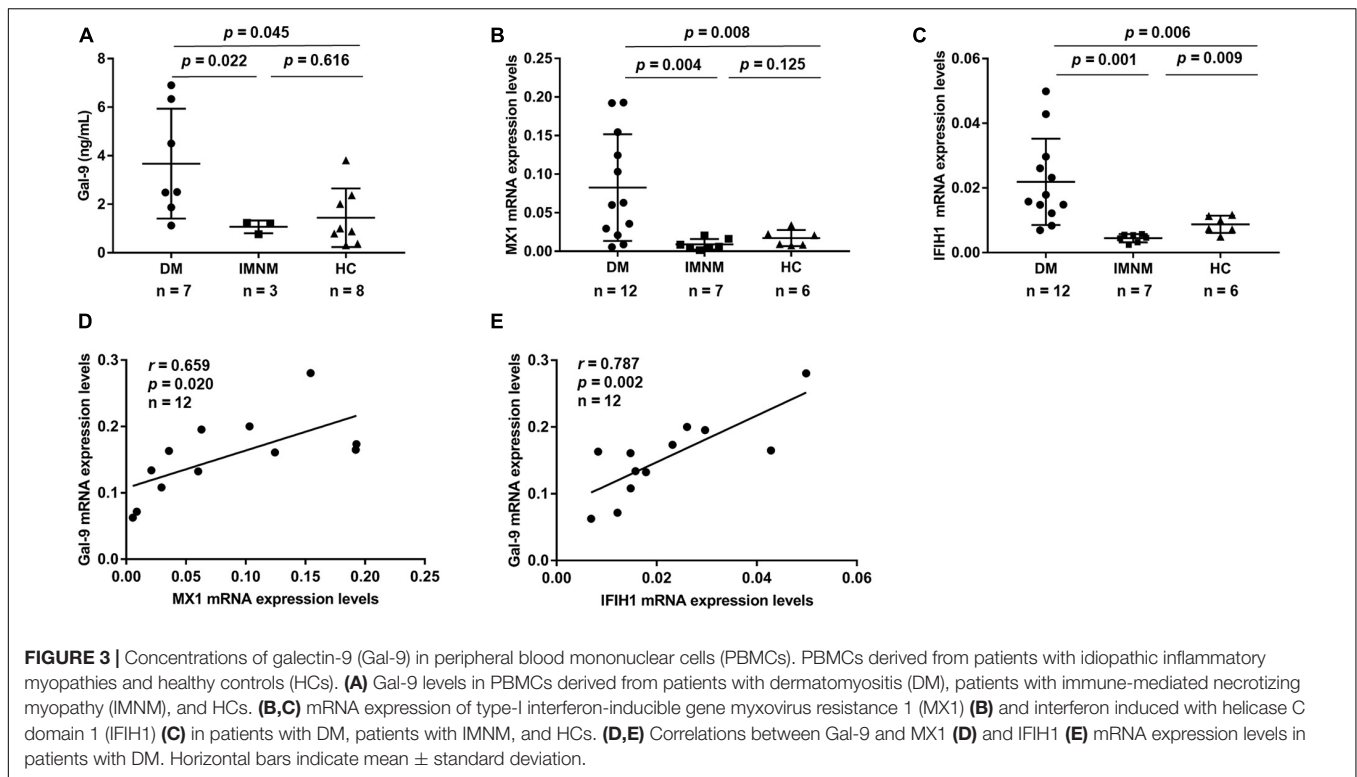 A
p = 0.045
p = 0.022
p = 0.616
Gal-9 (ng/mL)
8
6
4
2
0
DM
IMNM
HC
n = 7
n = 3
n = 8
B
p = 0.008
p = 0.004
p = 0.125
MX1 mRNA expression levels
0.25
0.20
0.15
0.10
0.05
0.00
DM
IMNM
HC
n = 12
n = 7
n = 6
C
p = 0.006
p = 0.001
p = 0.009
IFIH1 mRNA expression levels
0.06
0.04
0.02
0.00
DM
IMNM
HC
n = 12
n = 7
n = 6
D
r = 0.659
p = 0.020
n = 12
Gal-9 mRNA expression levels
0.3
0.2
0.1
0.0
0.00
0.05
0.10
0.15
0.20
0.25
MX1 mRNA expression levels
E
r = 0.787
p = 0.002
n = 12
Gal-9 mRNA expression levels
0.3
0.2
0.1
0.0
0.00
0.02
0.04
0.06
IFIH1 mRNA expression levels
FIGURE 3 | Concentrations of galectin-9 (Gal-9) in peripheral blood mononuclear cells (PBMCs). PBMCs derived from patients with idiopathic inflammatory
myopathies and healthy controls (HCs). (A) Gal-9 levels in PBMCs derived from patients with dermatomyositis (DM), patients with immune-mediated necrotizing
myopathy (IMNM), and HCs. (B,C) mRNA expression of type-I interferon-inducible gene myxovirus resistance 1 (MX1) (B) and interferon induced with helicase C
domain 1 (IFIH1) (C) in patients with DM, patients with IMNM, and HCs. (D,E) Correlations between Gal-9 and MX1 (D) and IFIH1 (E) mRNA expression levels in
patients with DM. Horizontal bars indicate mean ± standard deviation.